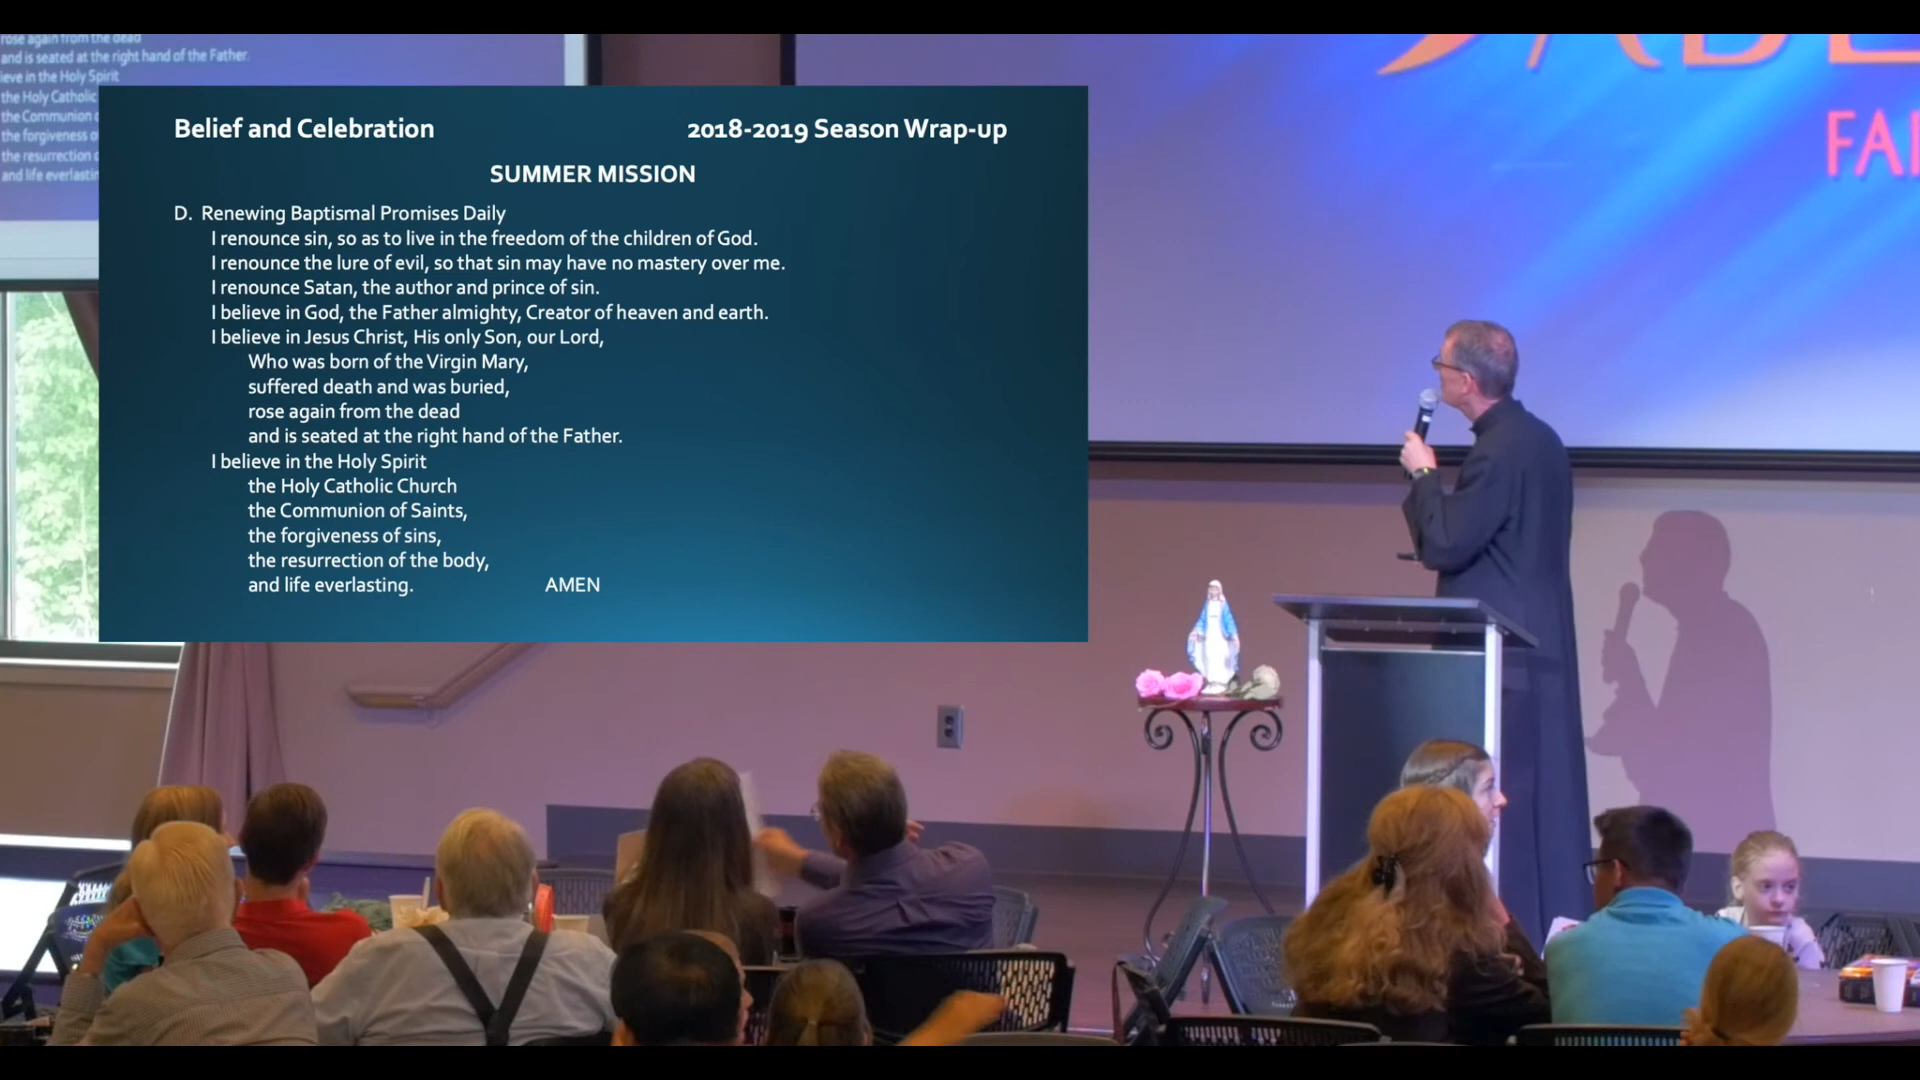 rose again from the dead
and is seated at the right hand of the Father.
ieve in the Holy Spirit
the Holy Catholic
the Communion
the forgiveness
the resurrection
and life everlastin
ABE
FAI
Belief and Celebration 2018-2019 Season Wrap-up
SUMMER MISSION
D. Renewing Baptismal Promises Daily
I renounce sin, so as to live in the freedom of the children of God.
I renounce the lure of evil, so that sin may have no mastery over me.
I renounce Satan, the author and prince of sin.
I believe in God, the Father almighty, Creator of heaven and earth.
I believe in Jesus Christ, His only Son, our Lord,
Who was born of the Virgin Mary,
suffered death and was buried,
rose again from the dead
and is seated at the right hand of the Father.
I believe in the Holy Spirit
the Holy Catholic Church
the Communion of Saints,
the forgiveness of sins,
the resurrection of the body,
and life everlasting. AMEN